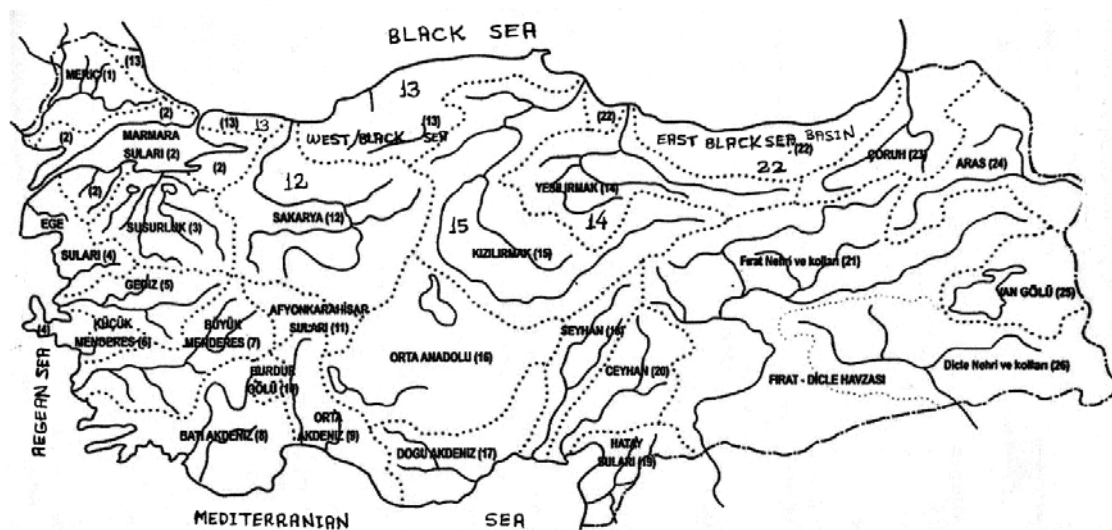 BLACK SEA
MERİÇ (1)
(13)
(2)
(2)
MARMARA
SULARI (2)
(13)
13
(2)
(2)
13
WEST BLACK SEA
(13)
(22)
EAST BLACK SEA BASIN
(22)
22
ÇORUH (23)
ARAS (24)
12
SAKARYA (12)
YEŞİLIRMAK (14)
14
15
KIZILIRMAK (15)
EGE
SULARI (4)
SUSURLUK (3)
GEDİZ (5)
(4)
KÜÇÜK
MENDERES (6)
BÜYÜK
MENDERES (7)
AFYONKARAHİSAR
SULARI (11)
Fırat Nehri ve kolları (21)
VAN GÖLÜ (25)
SEYHAN (18)
ORTA ANADOLU (16)
CEYHAN (20)
FIRAT - DİCLE HAVZASI
Dicle Nehri ve kolları (26)
BURDUR
GÖLÜ (10)
BATI AKDENİZ (8)
ORTA
AKDENİZ (9)
DOĞU AKDENİZ (17)
HATAY
SULARI (19)
AEGEAN SEA
MEDITERRANIAN SEA